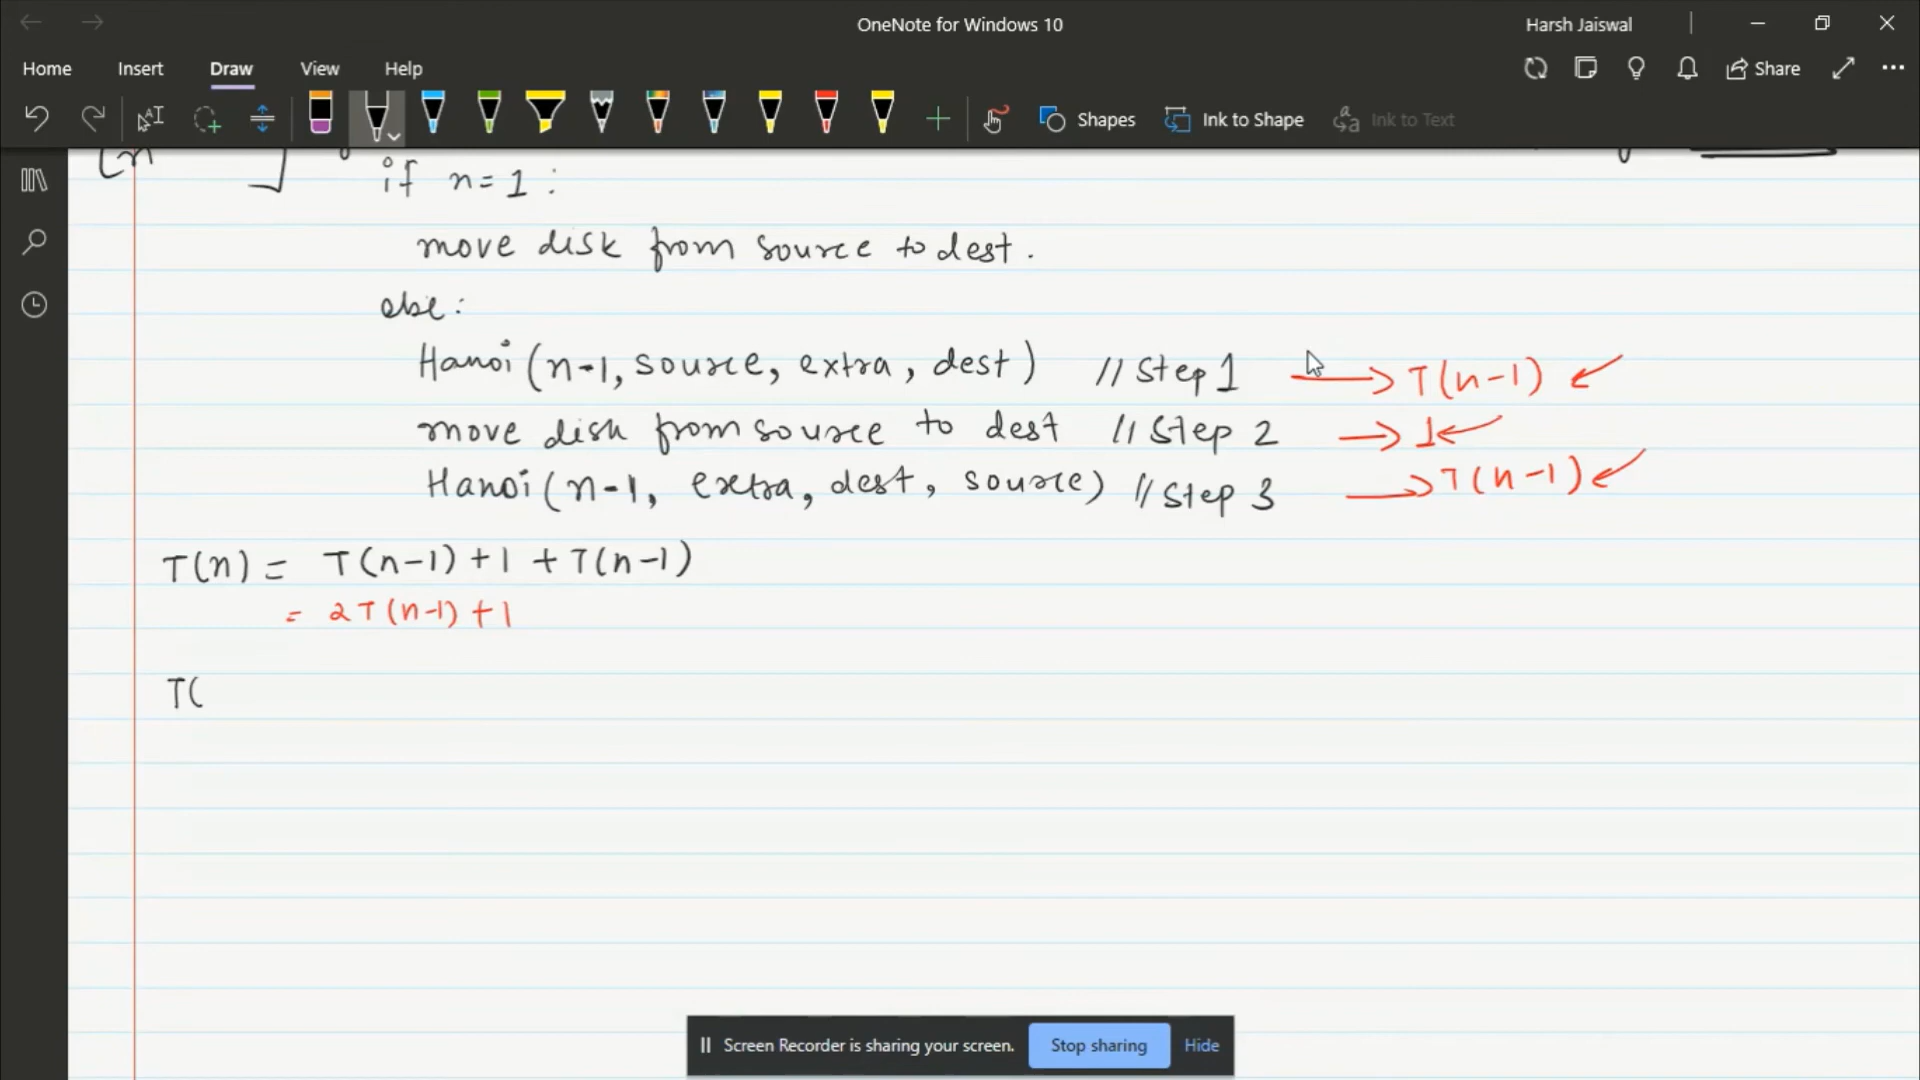 OneNote for Windows 10 Harsh Jaiswal
Home Insert Draw View Help Share
Shapes Ink to Shape Ink to Text
if n=1 :
move disk from source to dest.
else:
Hanoi(n-1, source, extra, dest) // Step 1 → T(n-1)
move disk from source to dest // Step 2 → 1
Hanoi(n-1, extra, dest, source) // Step 3 → T(n-1)
T(n) = T(n-1) + 1 + T(n-1)
= 2T(n-1) + 1
T(
Screen Recorder is sharing your screen. Stop sharing Hide